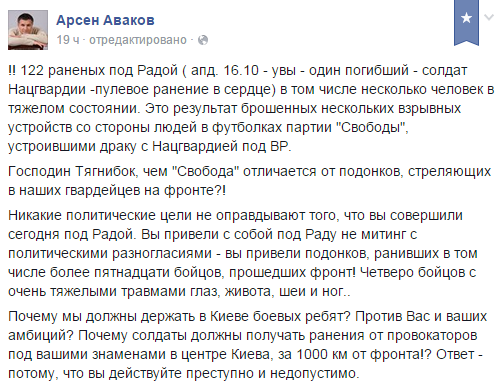 Арсен Аваков
19 ч · отредактировано ·
!! 122 раненых под Радой ( апд. 16.10 - увы - один погибший - солдат
Нацгвардии -пулевое ранение в сердце) в том числе несколько человек в
тяжелом состоянии. Это результат брошенных нескольких взрывных
устройств со стороны людей в футболках партии "Свободы",
устроившими драку с Нацгвардией под ВР.
Господин Тягнибок, чем "Свобода" отличается от подонков, стреляющих
в наших гвардейцев на фронте?!
Никакие политические цели не оправдывают того, что вы совершили
сегодня под Радой. Вы привели с собой под Раду не митинг с
политическими разногласиями - вы привели подонков, ранивших в том
числе более пятнадцати бойцов, прошедших фронт! Четверо бойцов с
очень тяжелыми травмами глаз, живота, шеи и ног..
Почему мы должны держать в Киеве боевых ребят? Против Вас и ваших
амбиций? Почему солдаты должны получать ранения от провокаторов
под вашими знаменами в центре Киева, за 1000 км от фронта!? Ответ -
потому, что вы действуйте преступно и недопустимо.